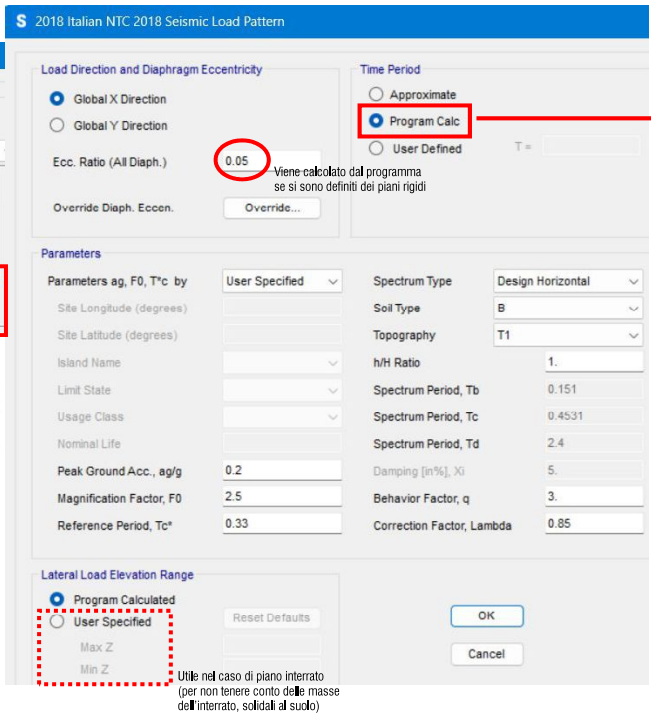 S 2018 Italian NTC 2018 Seismic Load Pattern
Load Direction and Diaphragm Eccentricity
Global X Direction
Global Y Direction
Ecc. Ratio (All Diaph.) 0.05
Viene calcolato dal programma
se si sono definiti dei piani rigidi
Override Diaph. Eccen. Override...
Time Period
Approximate
Program Calc
User Defined T =
Parameters
Parameters ag, F0, T*c by User Specified
Site Longitude (degrees)
Site Latitude (degrees)
Island Name
Limit State
Usage Class
Nominal Life
Peak Ground Acc., ag/g 0.2
Magnification Factor, F0 2.5
Reference Period, Tc* 0.33
Spectrum Type Design Horizontal
Soil Type B
Topography T1
h/H Ratio 1.
Spectrum Period, Tb 0.151
Spectrum Period, Tc 0.4531
Spectrum Period, Td 2.4
Damping [in%], Xi 5.
Behavior Factor, q 3.
Correction Factor, Lambda 0.85
Lateral Load Elevation Range
Program Calculated
User Specified Reset Defaults
Max Z
Min Z
Utile nel caso di piano interrato
(per non tenere conto delle masse
dell'interrato, solidali al suolo)
OK
Cancel